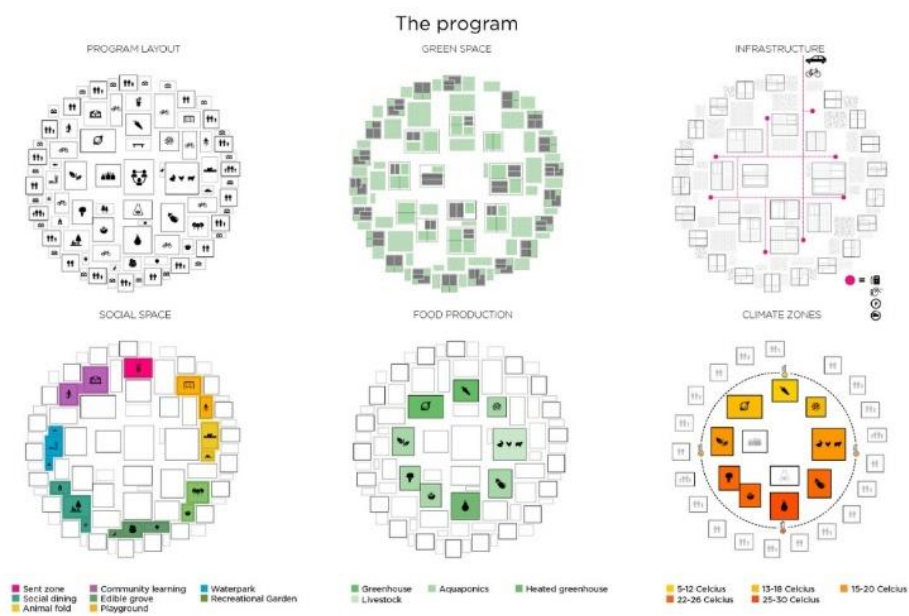 The program
PROGRAM LAYOUT
GREEN SPACE
INFRASTRUCTURE
SOCIAL SPACE
FOOD PRODUCTION
CLIMATE ZONES
Sent zone
Community learning
Waterpark
Social dining
Edible grove
Recreational Garden
Animal fold
Playground
Greenhouse
Aquaponics
Heated greenhouse
Livestock
5-12 Celcius
13-18 Celcius
15-20 Celcius
22-26 Celcius
25-30 Celcius